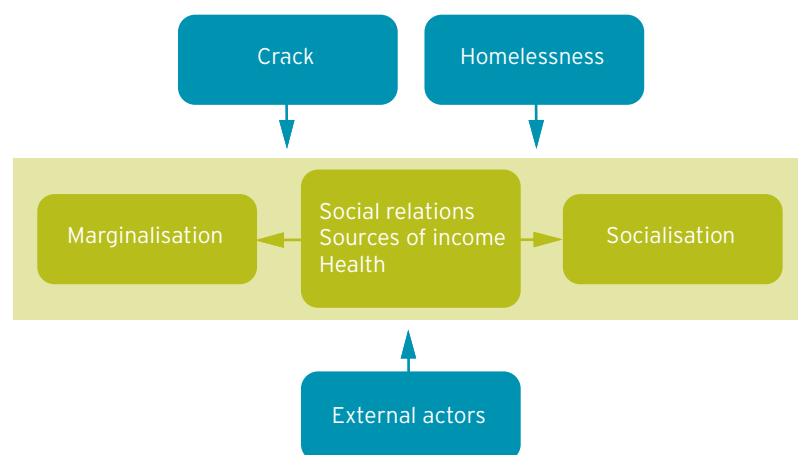 Crack
Homelessness
Marginalisation
Social relations
Sources of income
Health
Socialisation
External actors